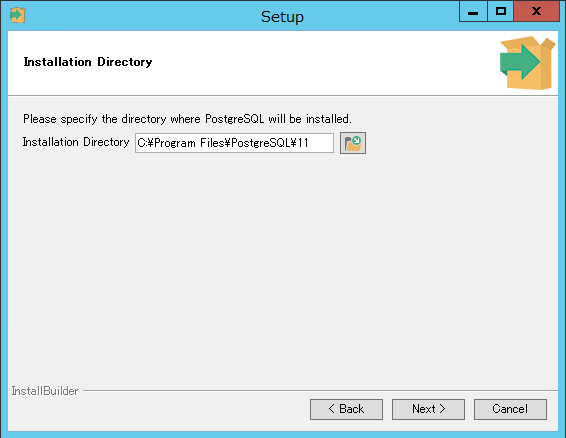 Setup
Installation Directory
Please specify the directory where PostgreSQL will be installed.
Installation Directory C:¥Program Files¥PostgreSQL¥11
InstallBuilder
< Back Next > Cancel